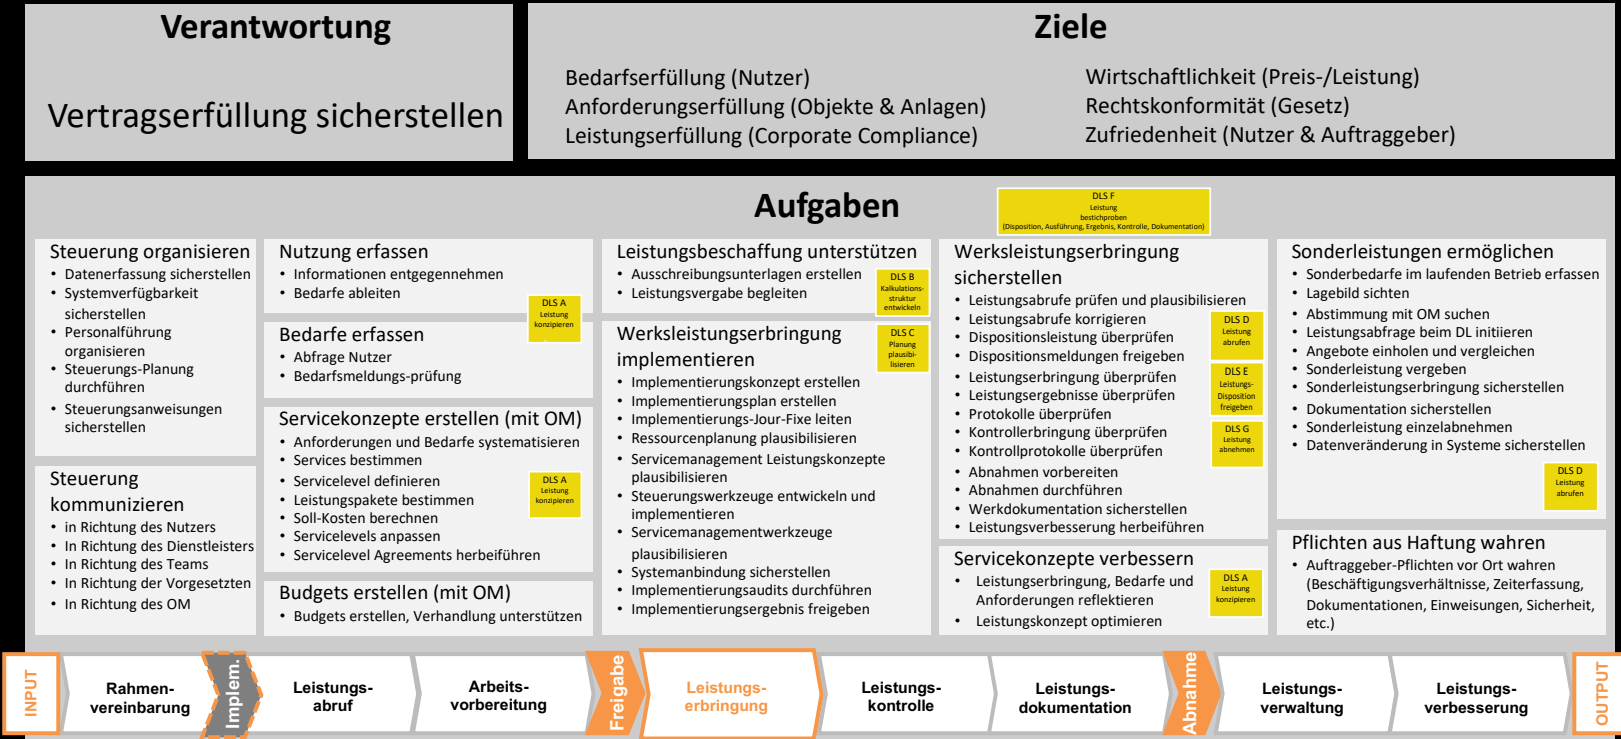 Verantwortung
Vertragserfüllung sicherstellen
Ziele
Bedarfserfüllung (Nutzer)
Anforderungserfüllung (Objekte & Anlagen)
Leistungserfüllung (Corporate Compliance)
Wirtschaftlichkeit (Preis-/Leistung)
Rechtskonformität (Gesetz)
Zufriedenheit (Nutzer & Auftraggeber)
Aufgaben
DLS F
Leistung
bestichproben
(Disposition, Ausführung, Ergebnis, Kontrolle, Dokumentation)
Steuerung organisieren
• Datenerfassung sicherstellen
• Systemverfügbarkeit
sicherstellen
• Personalführung
organisieren
• Steuerungs-Planung
durchführen
• Steuerungsanweisungen
sicherstellen
Steuerung
kommunizieren
• in Richtung des Nutzers
• In Richtung des Dienstleisters
• In Richtung des Teams
• In Richtung der Vorgesetzten
• In Richtung des OM
Nutzung erfassen
• Informationen entgegennehmen
• Bedarfe ableiten
DLS A
Leistung
konzipieren
Bedarfe erfassen
• Abfrage Nutzer
• Bedarfsmeldungs-prüfung
Servicekonzepte erstellen (mit OM)
• Anforderungen und Bedarfe systematisieren
• Services bestimmen
• Servicelevel definieren
• Leistungspakete bestimmen
• Soll-Kosten berechnen
• Servicelevels anpassen
• Servicelevel Agreements herbeiführen
DLS A
Leistung
konzipieren
Budgets erstellen (mit OM)
• Budgets erstellen, Verhandlung unterstützen
Leistungsbeschaffung unterstützen
• Ausschreibungsunterlagen erstellen
• Leistungsvergabe begleiten
DLS B
Kalkulations-
struktur
entwickeln
Werksleistungserbringung
implementieren
• Implementierungskonzept erstellen
• Implementierungsplan erstellen
• Implementierungs-Jour-Fixe leiten
• Ressourcenplanung plausibilisieren
• Servicemanagement Leistungskonzepte
plausibilisieren
• Steuerungswerkzeuge entwickeln und
implementieren
• Servicemanagementwerkzeuge
plausibilisieren
• Systemanbindung sicherstellen
• Implementierungsaudits durchführen
• Implementierungsergebnis freigeben
DLS C
Planung
plausibi-
lisieren
Werksleistungserbringung
sicherstellen
• Leistungsabrufe prüfen und plausibilisieren
• Leistungsabrufe korrigieren
• Dispositionsleistung überprüfen
• Dispositionsmeldungen freigeben
• Leistungserbringung überprüfen
• Leistungsergebnisse überprüfen
• Protokolle überprüfen
• Kontrollerbringung überprüfen
• Kontrollprotokolle überprüfen
• Abnahmen vorbereiten
• Abnahmen durchführen
• Werkdokumentation sicherstellen
• Leistungsverbesserung herbeiführen
DLS D
Leistung
abrufen
DLS E
Leistungs-
Disposition
freigeben
DLS G
Leistung
abnehmen
Servicekonzepte verbessern
• Leistungserbringung, Bedarfe und
Anforderungen reflektieren
• Leistungskonzept optimieren
DLS A
Leistung
konzipieren
Sonderleistungen ermöglichen
• Sonderbedarfe im laufenden Betrieb erfassen
• Lagebild sichten
• Abstimmung mit OM suchen
• Leistungsabfrage beim DL initiieren
• Angebote einholen und vergleichen
• Sonderleistung vergeben
• Sonderleistungserbringung sicherstellen
• Dokumentation sicherstellen
• Sonderleistung einzelabnehmen
• Datenveränderung in Systeme sicherstellen
DLS D
Leistung
abrufen
Pflichten aus Haftung wahren
• Auftraggeber-Pflichten vor Ort wahren
(Beschäftigungsverhältnisse, Zeiterfassung,
Dokumentationen, Einweisungen, Sicherheit,
etc.)
INPUT
Rahmen-
vereinbarung
Implem.
Leistungs-
abruf
Arbeits-
vorbereitung
Freigabe
Leistungs-
erbringung
Leistungs-
kontrolle
Leistungs-
dokumentation
Abnahme
Leistungs-
verwaltung
Leistungs-
verbesserung
OUTPUT